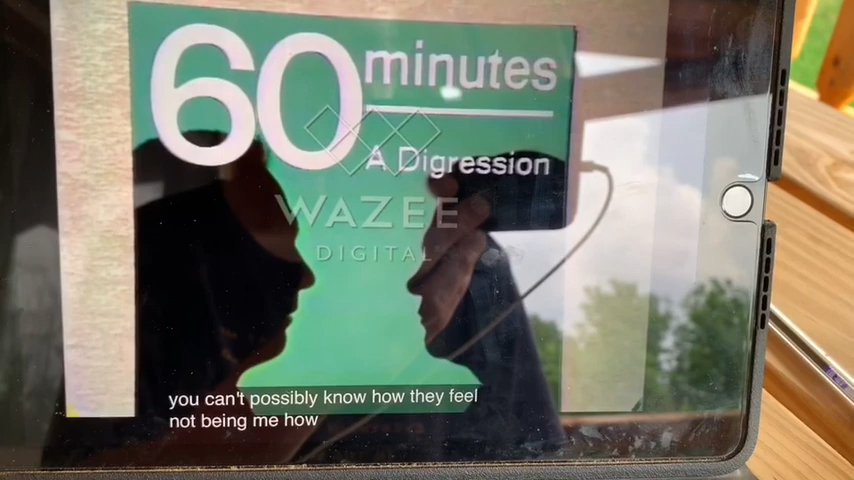 60 minutes
A Digression
WAZEE
DIGITAL
you can't possibly know how they feel
not being me how